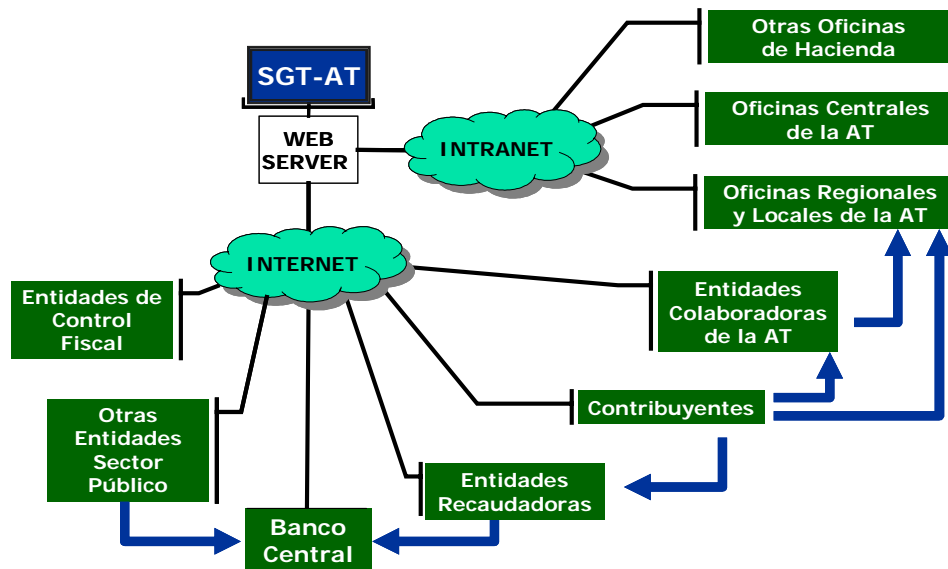 SGT-AT
WEB
SERVER
INTRANET
Otras Oficinas
de Hacienda
Oficinas Centrales
de la AT
Oficinas Regionales
y Locales de la AT
INTERNET
Entidades de
Control
Fiscal
Entidades
Colaboradoras
de la AT
Otras
Entidades
Sector
Público
Contribuyentes
Entidades
Recaudadoras
Banco
Central